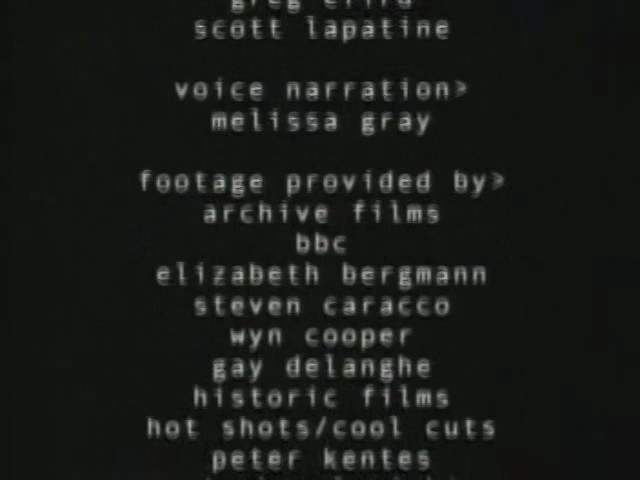 scott lapatine
voice narration>
melissa gray
footage provided by>
archive films
bbc
elizabeth bergmann
steven caracco
wyn cooper
gay delanghe
historic films
hot shots/cool cuts
peter kentes